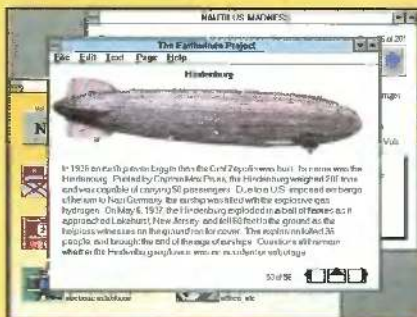 NAUTILUS MADNESS
of 20
The Earthwinds Project
File Edit Text Page Help
Hindenburg
In 1936 an earth proven bigger than the Graf Zeppelin was built. Its name was the
Hindenburg. Piloted by Captain Max Pruss, the Hindenburg weighed 200 tons
and was capable of carrying 50 passengers. Due to a U.S. imposed embargo
of helium to Nazi Germany, the airship was filled with the explosive gas
hydrogen. On May 6, 1937, the Hindenburg exploded in a ball of flames as it
approached Lakehurst, New Jersey, and fell to the ground as the
helpless witnesses on the ground ran for cover. The explosion killed 36
people, and brought the end of the age of airships. Questions still remain
whether the Hindenburg explosion was an accident or sabotage.
53 of 56